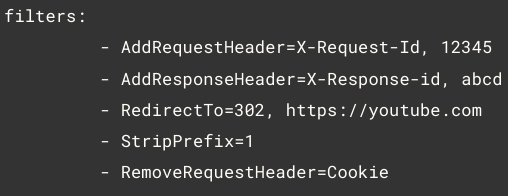 filters:
- AddRequestHeader=X-Request-Id, 12345
- AddResponseHeader=X-Response-id, abcd
- RedirectTo=302, https://youtube.com
- StripPrefix=1
- RemoveRequestHeader=Cookie